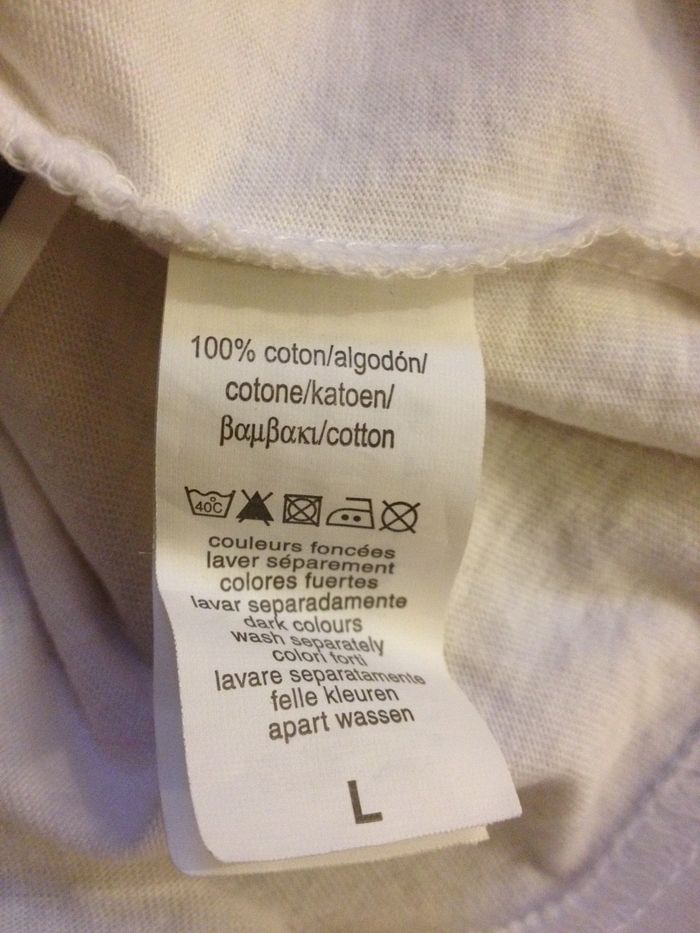 100% coton/algodón/
cotone/katoen/
βαμβακι/cotton
40C
couleurs foncées
laver séparement
colores fuertes
lavar separadamente
dark colours
wash separately
colori forti
lavare separatamente
felle kleuren
apart wassen
L